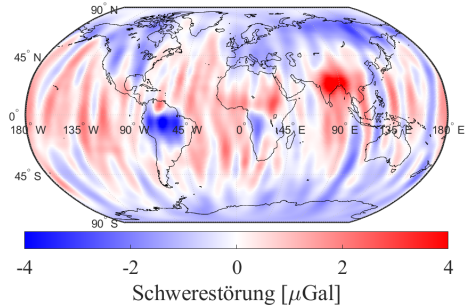 90° N
45° N
0°
180° W 135° W 90° W 45° W 0° 45° E 90° E 135° E 180° E
45° S
90° S
-4 -2 0 2 4
Schwerestörung [μGal]